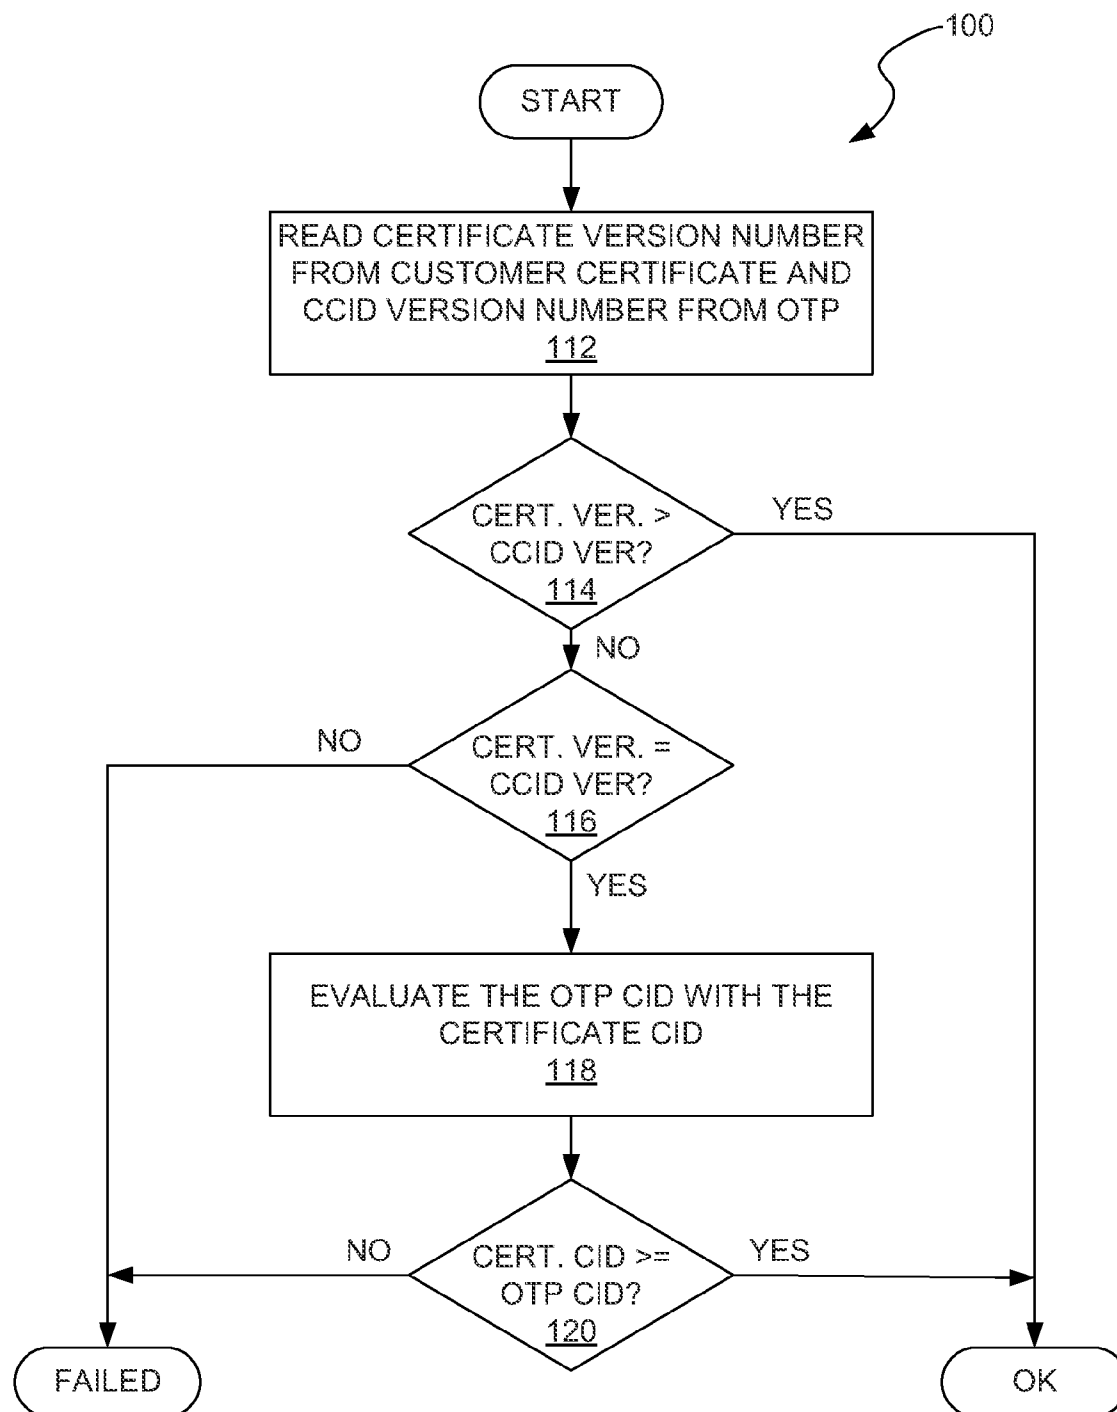 100
START
READ CERTIFICATE VERSION NUMBER
FROM CUSTOMER CERTIFICATE AND
CCID VERSION NUMBER FROM OTP
112
CERT. VER. >
CCID VER?
114
YES
NO
CERT. VER. =
CCID VER?
116
NO
YES
EVALUATE THE OTP CID WITH THE
CERTIFICATE CID
118
CERT. CID >=
OTP CID?
120
NO
YES
FAILED
OK